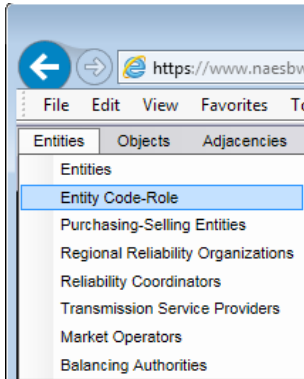 https://www.naesbw
File Edit View Favorites To
Entities Objects Adjacencies
Entities
Entity Code-Role
Purchasing-Selling Entities
Regional Reliability Organizations
Reliability Coordinators
Transmission Service Providers
Market Operators
Balancing Authorities